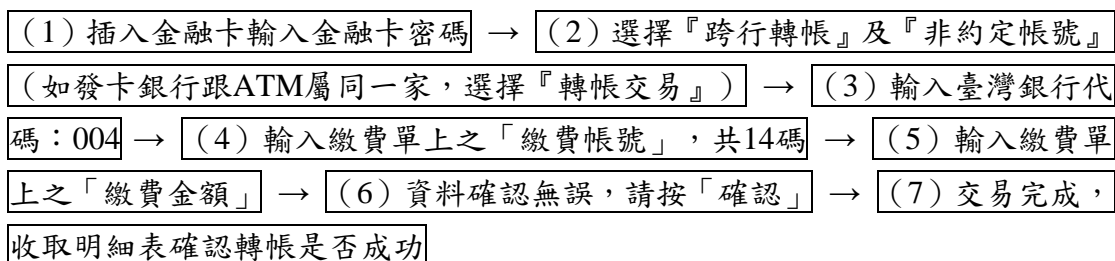 （1）插入金融卡輸入金融卡密碼 → （2）選擇『跨行轉帳』及『非約定帳號』
（如發卡銀行跟ATM屬同一家，選擇『轉帳交易』） → （3）輸入臺灣銀行代
碼：004 → （4）輸入繳費單上之「繳費帳號」，共14碼 → （5）輸入繳費單
上之「繳費金額」 → （6）資料確認無誤，請按「確認」 → （7）交易完成，
收取明細表確認轉帳是否成功